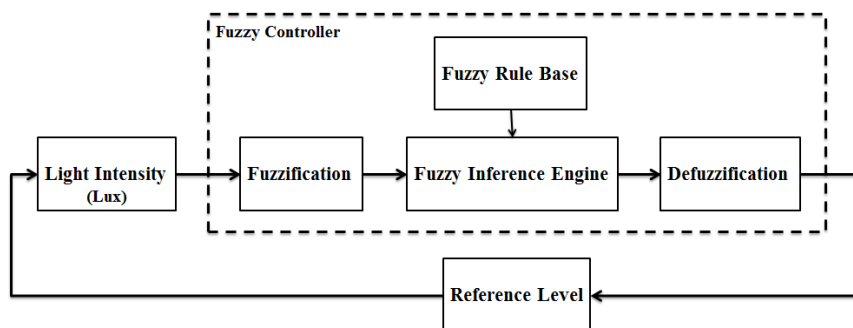 Fuzzy Controller
Fuzzy Rule Base
Light Intensity
(Lux)
Fuzzification
Fuzzy Inference Engine
Defuzzification
Reference Level